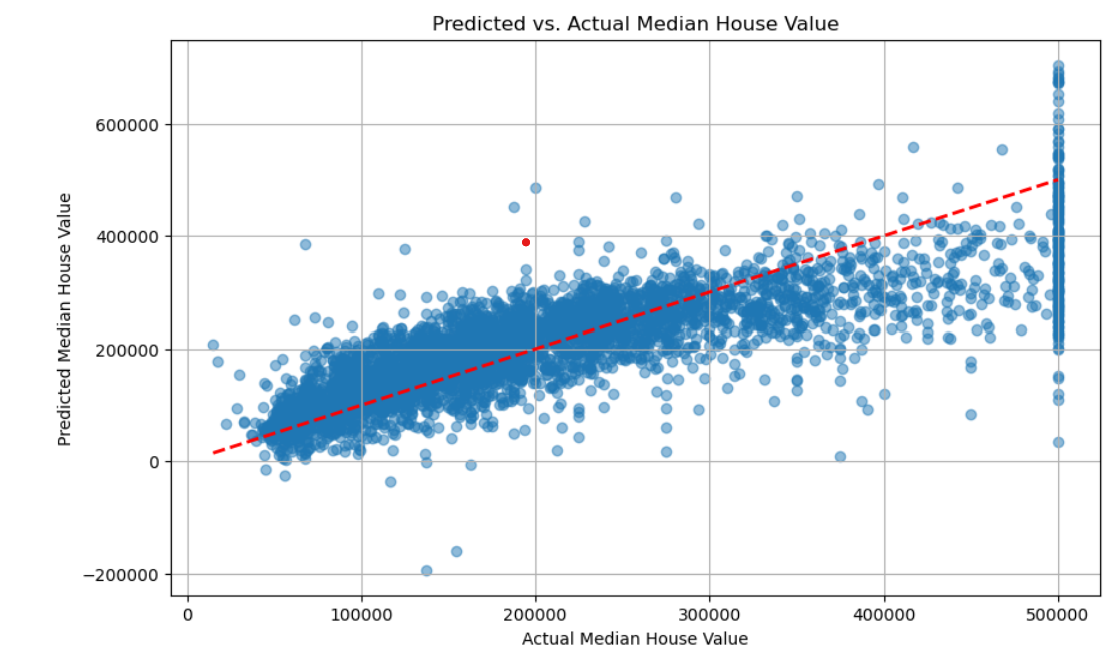 Predicted vs. Actual Median House Value
Predicted Median House Value
600000
400000
200000
0
−200000
0 100000 200000 300000 400000 500000
Actual Median House Value